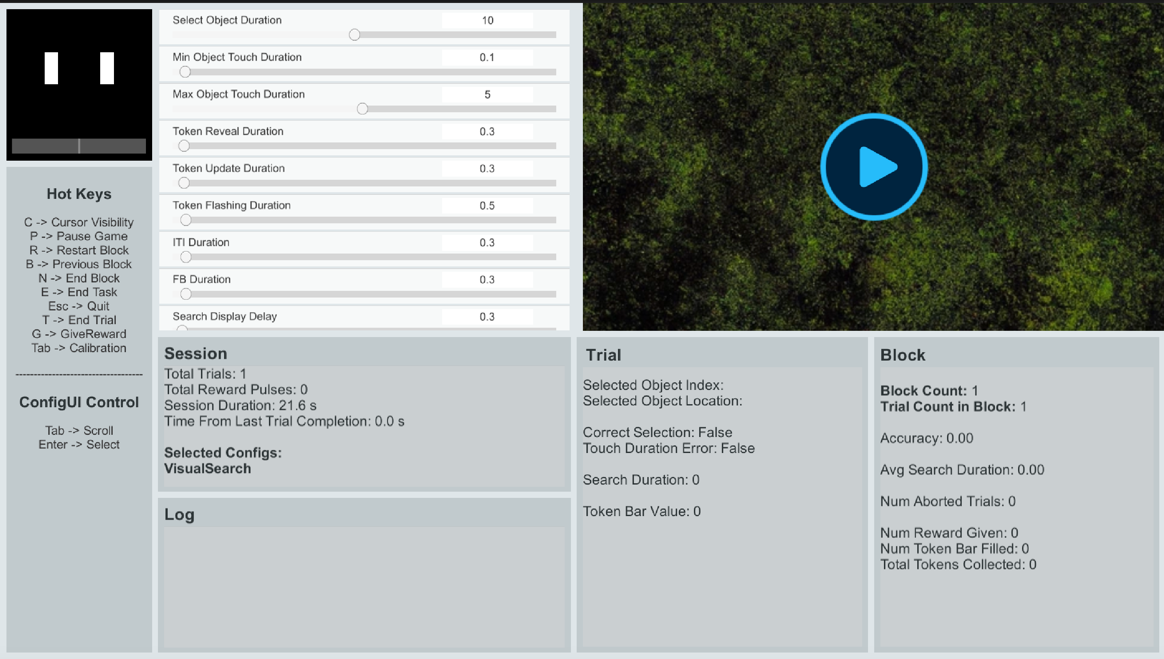 Hot Keys
C -> Cursor Visibility
P -> Pause Game
R -> Restart Block
B -> Previous Block
N -> End Block
E -> End Task
Esc -> Quit
T -> End Trial
G -> GiveReward
Tab -> Calibration
-----------------------------------
ConfigUI Control
Tab -> Scroll
Enter -> Select
Select Object Duration 10
Min Object Touch Duration 0.1
Max Object Touch Duration 5
Token Reveal Duration 0.3
Token Update Duration 0.3
Token Flashing Duration 0.5
ITI Duration 0.3
FB Duration 0.3
Search Display Delay 0.3
Session
Total Trials: 1
Total Reward Pulses: 0
Session Duration: 21.6 s
Time From Last Trial Completion: 0.0 s
Selected Configs:
VisualSearch
Log
Trial
Selected Object Index:
Selected Object Location:
Correct Selection: False
Touch Duration Error: False
Search Duration: 0
Token Bar Value: 0
Block
Block Count: 1
Trial Count in Block: 1
Accuracy: 0.00
Avg Search Duration: 0.00
Num Aborted Trials: 0
Num Reward Given: 0
Num Token Bar Filled: 0
Total Tokens Collected: 0